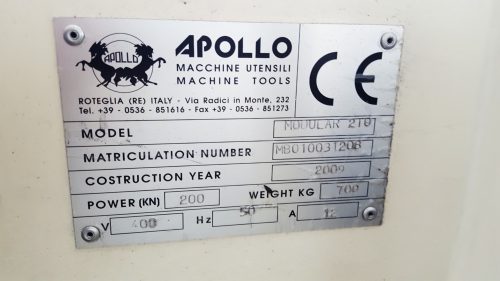 APOLLO
APOLLO
MACCHINE UTENSILI
MACHINE TOOLS
CE
ROTEGLIA (RE) ITALY - Via Radici in Monte, 232
Tel. +39 - 0536 - 851616 - Fax +39 - 0536 - 851273
MODEL MODULAR 210
MATRICULATION NUMBER
COSTRUCTION YEAR 2000
POWER (KN) 200 WEIGHT KG 700
V 400 Hz 50 A 12